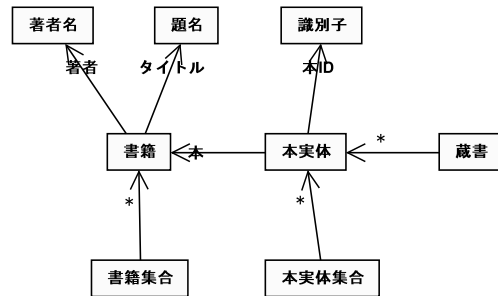 著者名
題名
識別子
著者
タイトル
本ID
書籍
本
本実体
*
蔵書
*
*
書籍集合
本実体集合